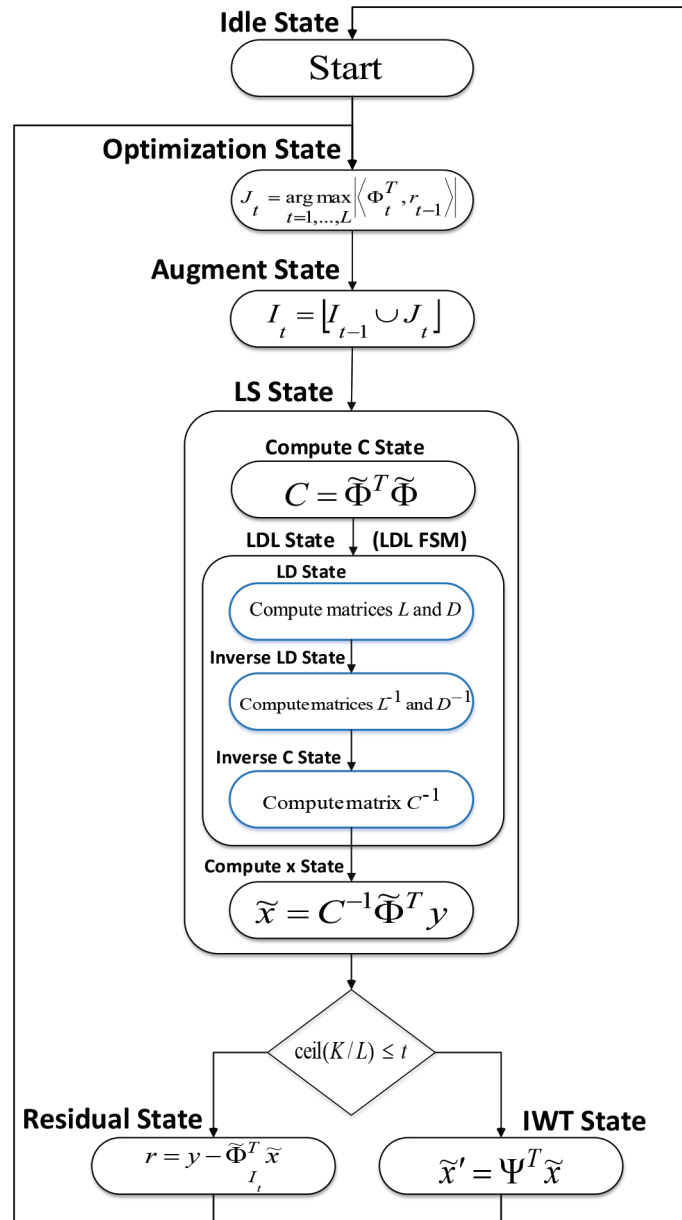 Idle State
Start
Optimization State
J_t = arg max_{t=1,...,L} |⟨Φ_t^T, r_{t−1}⟩|
Augment State
I_t = ⌊I_{t−1} ∪ J_t⌋
LS State
Compute C State
C = Φ̃^T Φ̃
LDL State (LDL FSM)
LD State
Compute matrices L and D
Inverse LD State
Compute matrices L^{-1} and D^{−1}
Inverse C State
Compute matrix C^{-1}
Compute x State
x̃ = C^{−1} Φ̃^T y
ceil(K/L) ≤ t
Residual State
r = y − Φ̃^T_{I_t} x̃
IWT State
x̃′ = Ψ^T x̃